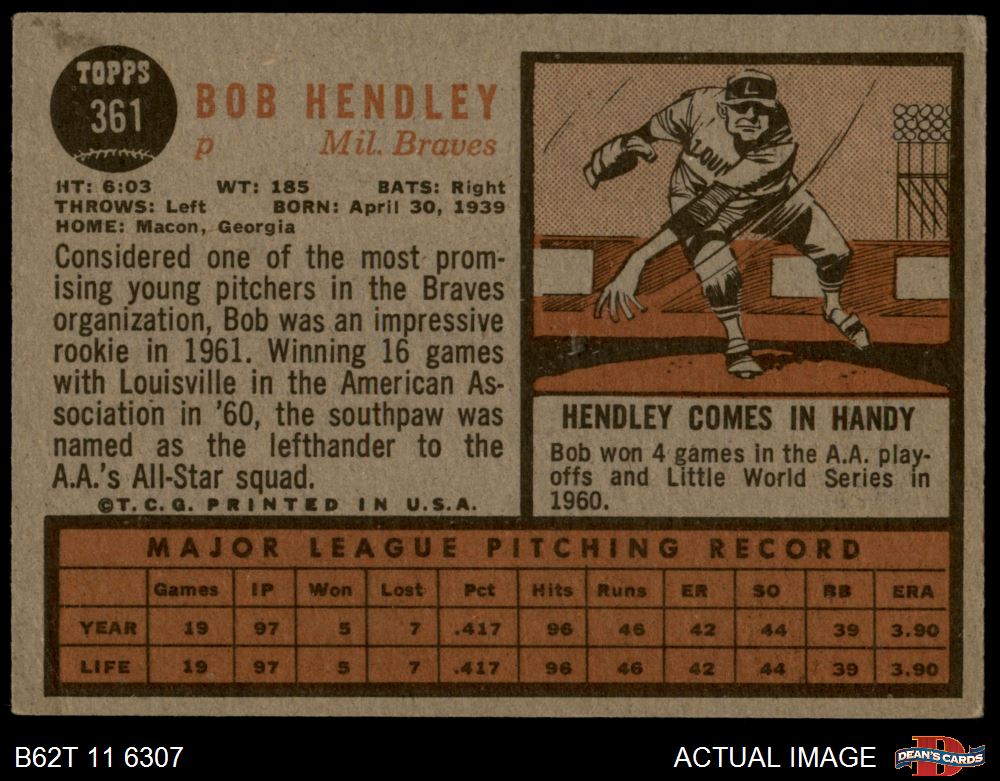 TOPPS
361
BOB HENDLEY
p Mil. Braves
HT: 6:03 WT: 185 BATS: Right
THROWS: Left BORN: April 30, 1939
HOME: Macon, Georgia
Considered one of the most prom-
ising young pitchers in the Braves
organization, Bob was an impressive
rookie in 1961. Winning 16 games
with Louisville in the American As-
sociation in '60, the southpaw was
named as the lefthander to the
A.A.'s All-Star squad.
©T.C.G. PRINTED IN U.S.A.
L
LOUI
HENDLEY COMES IN HANDY
Bob won 4 games in the A.A. play-
offs and Little World Series in
1960.
MAJOR LEAGUE PITCHING RECORD
Games IP Won Lost Pct Hits Runs ER SO BB ERA
YEAR 19 97 5 7 .417 96 46 42 44 39 3.90
LIFE 19 97 5 7 .417 96 46 42 44 39 3.90
B62T 11 6307 ACTUAL IMAGE
D
DEAN'S CARDS